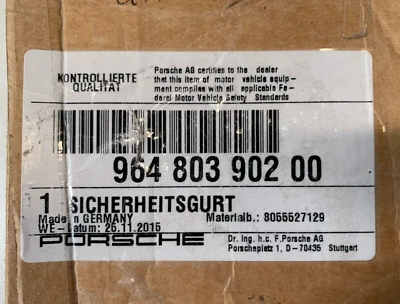 KONTROLLIERTE
QUALITÄT
Porsche AG certifies to the dealer
that this item of motor vehicle equip-
ment complies with all applicable Fe-
deral Motor Vehicle Safety Standards
964 803 902 00
1 SICHERHEITSGURT
Made in GERMANY
Materialb.: 8055527129
WE-Datum: 25.11.2015
PORSCHE
Dr. Ing. h.c. F.Porsche AG
Porscheplatz 1, D-70435 Stuttgart